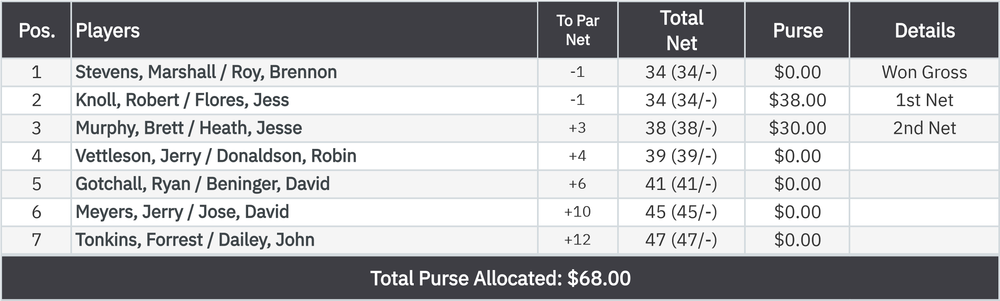 Pos. Players To Par Net Total Net Purse Details
1 Stevens, Marshall / Roy, Brennon -1 34 (34/-) $0.00 Won Gross
2 Knoll, Robert / Flores, Jess -1 34 (34/-) $38.00 1st Net
3 Murphy, Brett / Heath, Jesse +3 38 (38/-) $30.00 2nd Net
4 Vettleson, Jerry / Donaldson, Robin +4 39 (39/-) $0.00
5 Gotchall, Ryan / Beninger, David +6 41 (41/-) $0.00
6 Meyers, Jerry / Jose, David +10 45 (45/-) $0.00
7 Tonkins, Forrest / Dailey, John +12 47 (47/-) $0.00
Total Purse Allocated: $68.00